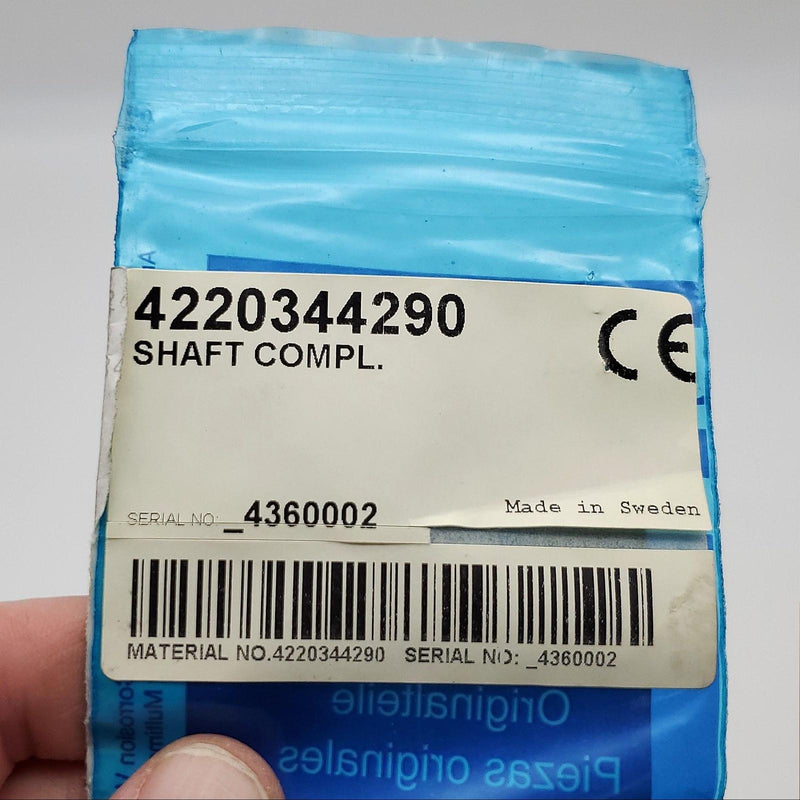 4220344290
SHAFT COMPL.
CE
SERIAL NO: _4360002
Made in Sweden
MATERIAL NO.4220344290 SERIAL NO: _4360002
Originalteile
Piezas originales